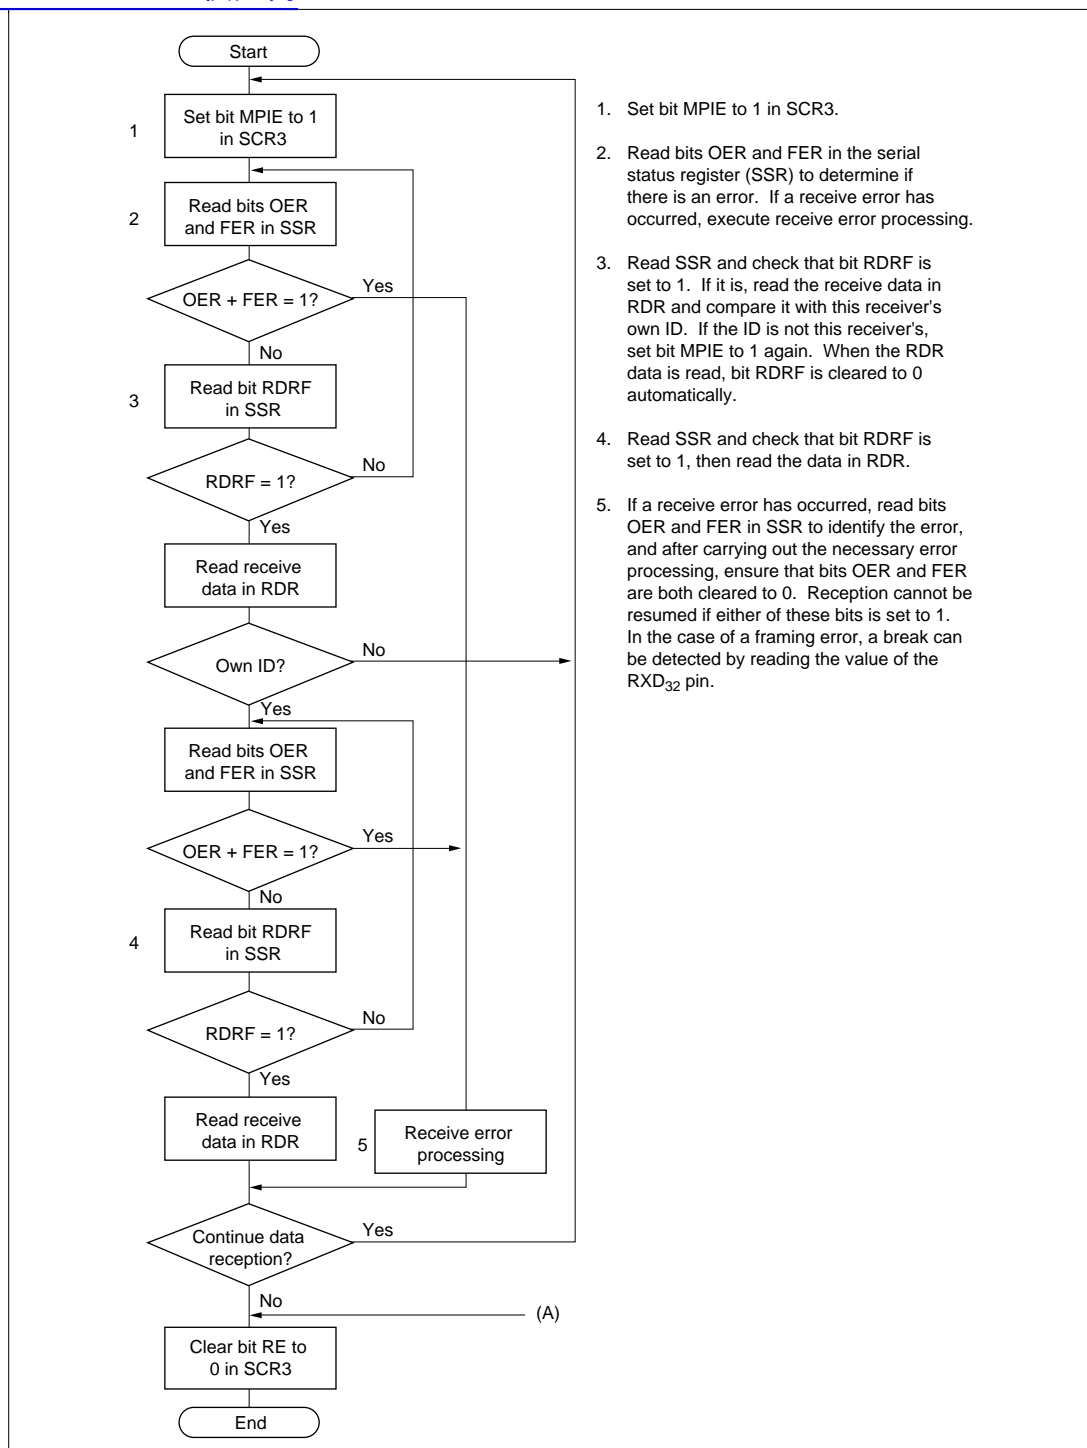 Start
1
Set bit MPIE to 1
in SCR3
2
Read bits OER
and FER in SSR
OER + FER = 1?
Yes
No
3
Read bit RDRF
in SSR
RDRF = 1?
No
Yes
Read receive
data in RDR
Own ID?
No
Yes
Read bits OER
and FER in SSR
OER + FER = 1?
Yes
No
4
Read bit RDRF
in SSR
RDRF = 1?
No
Yes
Read receive
data in RDR
5
Receive error
processing
Continue data
reception?
Yes
No
(A)
Clear bit RE to
0 in SCR3
End
1. Set bit MPIE to 1 in SCR3.
2. Read bits OER and FER in the serial
status register (SSR) to determine if
there is an error. If a receive error has
occurred, execute receive error processing.
3. Read SSR and check that bit RDRF is
set to 1. If it is, read the receive data in
RDR and compare it with this receiver's
own ID. If the ID is not this receiver's,
set bit MPIE to 1 again. When the RDR
data is read, bit RDRF is cleared to 0
automatically.
4. Read SSR and check that bit RDRF is
set to 1, then read the data in RDR.
5. If a receive error has occurred, read bits
OER and FER in SSR to identify the error,
and after carrying out the necessary error
processing, ensure that bits OER and FER
are both cleared to 0. Reception cannot be
resumed if either of these bits is set to 1.
In the case of a framing error, a break can
be detected by reading the value of the
RXD32 pin.